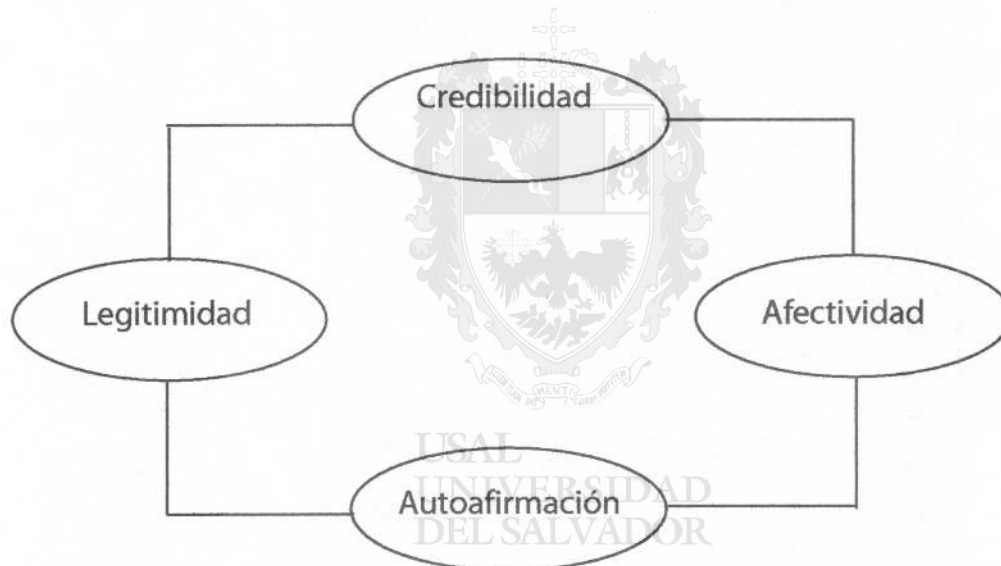 Credibilidad
Legitimidad
Afectividad
Autoafirmación
USAL
UNIVERSIDAD
DEL SALVADOR